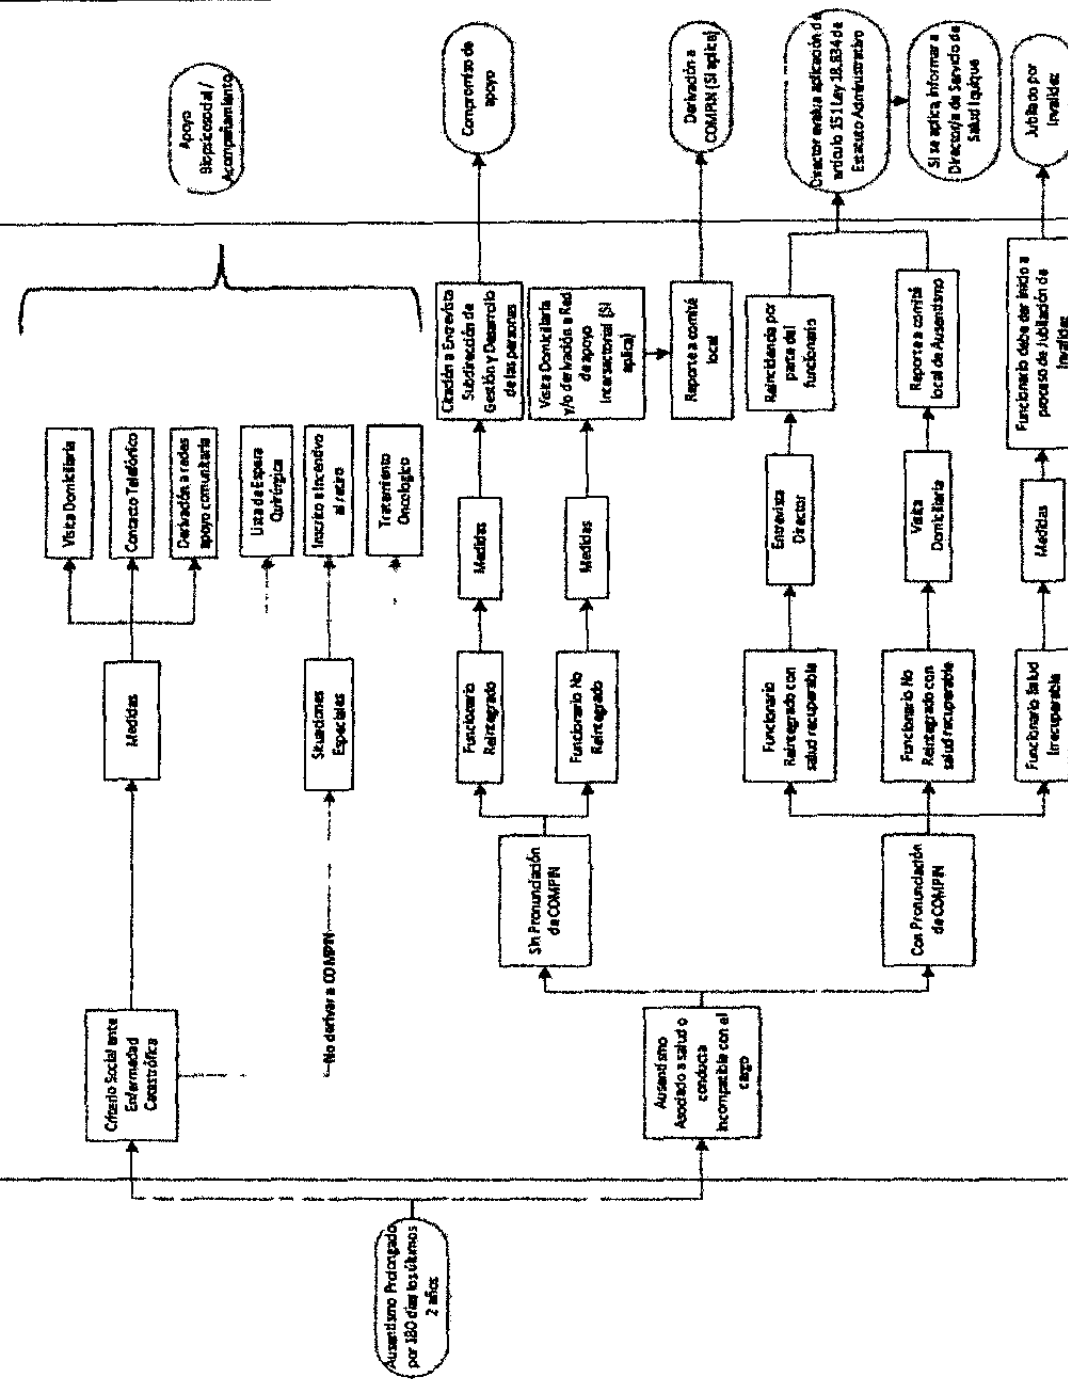 Ausentismo Prolongado
por 180 días los últimos
2 años
Criterio Social ante
Enfermedad
Catastrófica
Medidas
Visita Domiciliaria
Contacto Telefónico
Derivación a redes
apoyo comunitaria
No derivar a COMPIN
Situaciones
Especiales
Lista de Espera
Quirúrgica
Inscrito a Incentivo
al retiro
Tratamiento
Oncologico
Apoyo
Biopsicosocial /
Acompañamiento
Ausentismo
Asociado a salud o
conducta
incompatible con el
cargo
Sin Pronunciación
de COMPIN
Funcionario
Reintegrado
Medidas
Citación a Entrevista
Subdirección de
Gestión y Desarrollo
de las personas
Compromiso de
apoyo
Funcionario No
Reintegrado
Medidas
Visita Domiciliaria
y/o derivación a Red
de apoyo
Intersectorial (Si
aplica)
Reporte a comité
local
Derivación a
COMPIN (Si aplica)
Con Pronunciación
de COMPIN
Funcionario
Reintegrado con
salud recuperable
Entrevista
Director
Reincidencia por
parte del
funcionario
Funcionario No
Reintegrado con
salud recuperable
Visita
Domiciliaria
Reporte a comité
local de Ausentismo
Director evalua aplicación de
artículo 151 Ley 18.834 de
Estatuto Administrativo
Si se aplica, informar a
Director/a de Servicio de
Salud Iquique
Funcionario Salud
Irrecuperable
Medidas
Funcionario debe dar inicio a
proceso de Jubilación de
Invalidez
Jubilado por
Invalidez